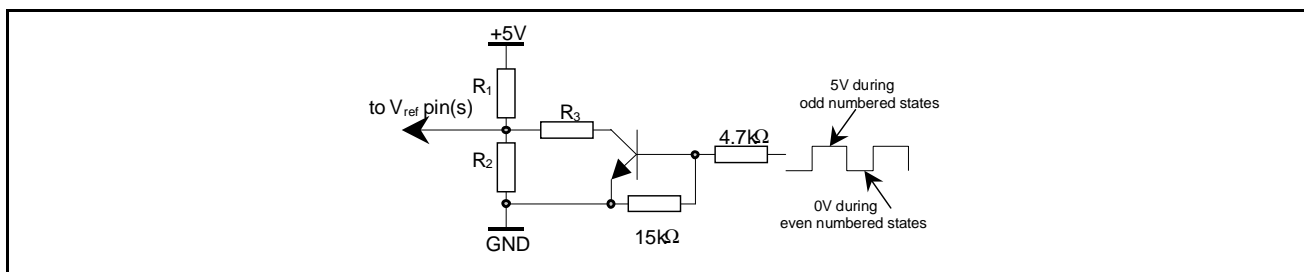 +5V
R1
to Vref pin(s)
R3
R2
GND
15kΩ
4.7kΩ
5V during
odd numbered states
0V during
even numbered states